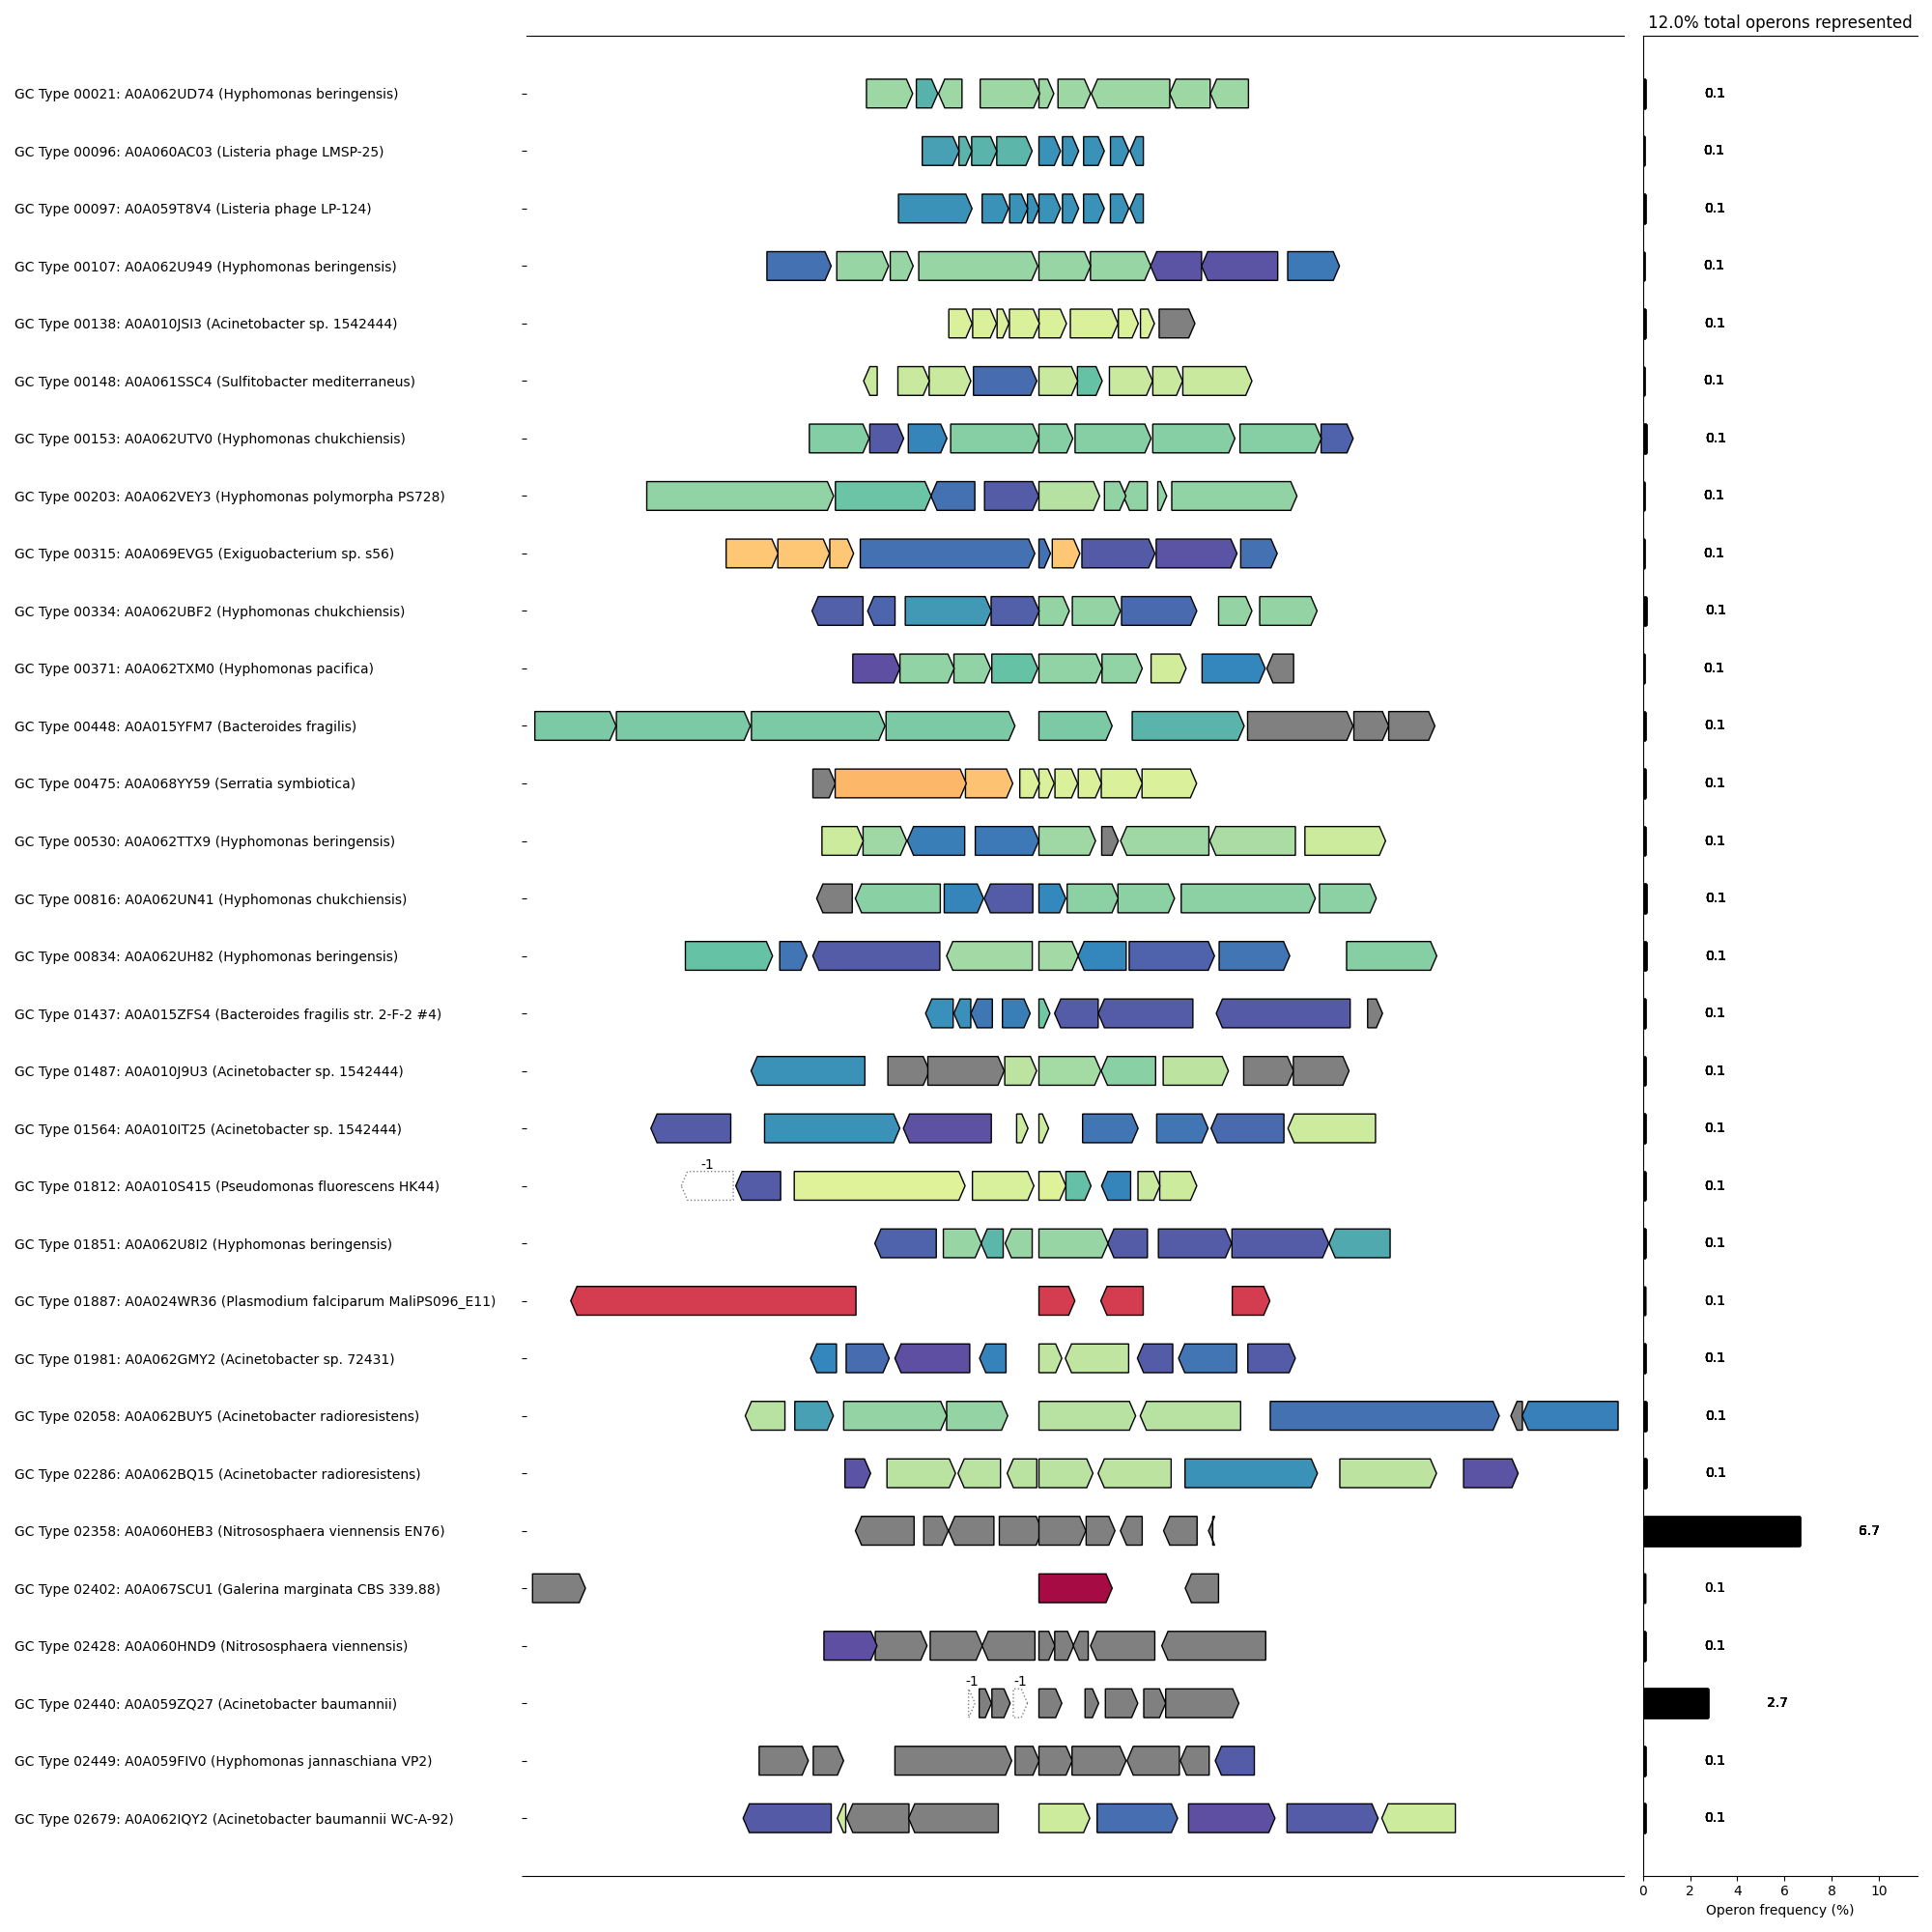 12.0% total operons represented
GC Type 00021: A0A062UD74 (Hyphomonas beringensis) 0.1
GC Type 00096: A0A060AC03 (Listeria phage LMSP-25) 0.1
GC Type 00097: A0A059T8V4 (Listeria phage LP-124) 0.1
GC Type 00107: A0A062U949 (Hyphomonas beringensis) 0.1
GC Type 00138: A0A010JSI3 (Acinetobacter sp. 1542444) 0.1
GC Type 00148: A0A061SSC4 (Sulfitobacter mediterraneus) 0.1
GC Type 00153: A0A062UTV0 (Hyphomonas chukchiensis) 0.1
GC Type 00203: A0A062VEY3 (Hyphomonas polymorpha PS728) 0.1
GC Type 00315: A0A069EVG5 (Exiguobacterium sp. s56) 0.1
GC Type 00334: A0A062UBF2 (Hyphomonas chukchiensis) 0.1
GC Type 00371: A0A062TXM0 (Hyphomonas pacifica) 0.1
GC Type 00448: A0A015YFM7 (Bacteroides fragilis) 0.1
GC Type 00475: A0A068YY59 (Serratia symbiotica) 0.1
GC Type 00530: A0A062TTX9 (Hyphomonas beringensis) 0.1
GC Type 00816: A0A062UN41 (Hyphomonas chukchiensis) 0.1
GC Type 00834: A0A062UH82 (Hyphomonas beringensis) 0.1
GC Type 01437: A0A015ZFS4 (Bacteroides fragilis str. 2-F-2 #4) 0.1
GC Type 01487: A0A010J9U3 (Acinetobacter sp. 1542444) 0.1
GC Type 01564: A0A010IT25 (Acinetobacter sp. 1542444) 0.1
-1
GC Type 01812: A0A010S415 (Pseudomonas fluorescens HK44) 0.1
GC Type 01851: A0A062U8I2 (Hyphomonas beringensis) 0.1
GC Type 01887: A0A024WR36 (Plasmodium falciparum MaliPS096_E11) 0.1
GC Type 01981: A0A062GMY2 (Acinetobacter sp. 72431) 0.1
GC Type 02058: A0A062BUY5 (Acinetobacter radioresistens) 0.1
GC Type 02286: A0A062BQ15 (Acinetobacter radioresistens) 0.1
GC Type 02358: A0A060HEB3 (Nitrososphaera viennensis EN76) 6.7
GC Type 02402: A0A067SCU1 (Galerina marginata CBS 339.88) 0.1
GC Type 02428: A0A060HND9 (Nitrososphaera viennensis) 0.1
-1 -1
GC Type 02440: A0A059ZQ27 (Acinetobacter baumannii) 2.7
GC Type 02449: A0A059FIV0 (Hyphomonas jannaschiana VP2) 0.1
GC Type 02679: A0A062IQY2 (Acinetobacter baumannii WC-A-92) 0.1
0 2 4 6 8 10
Operon frequency (%)